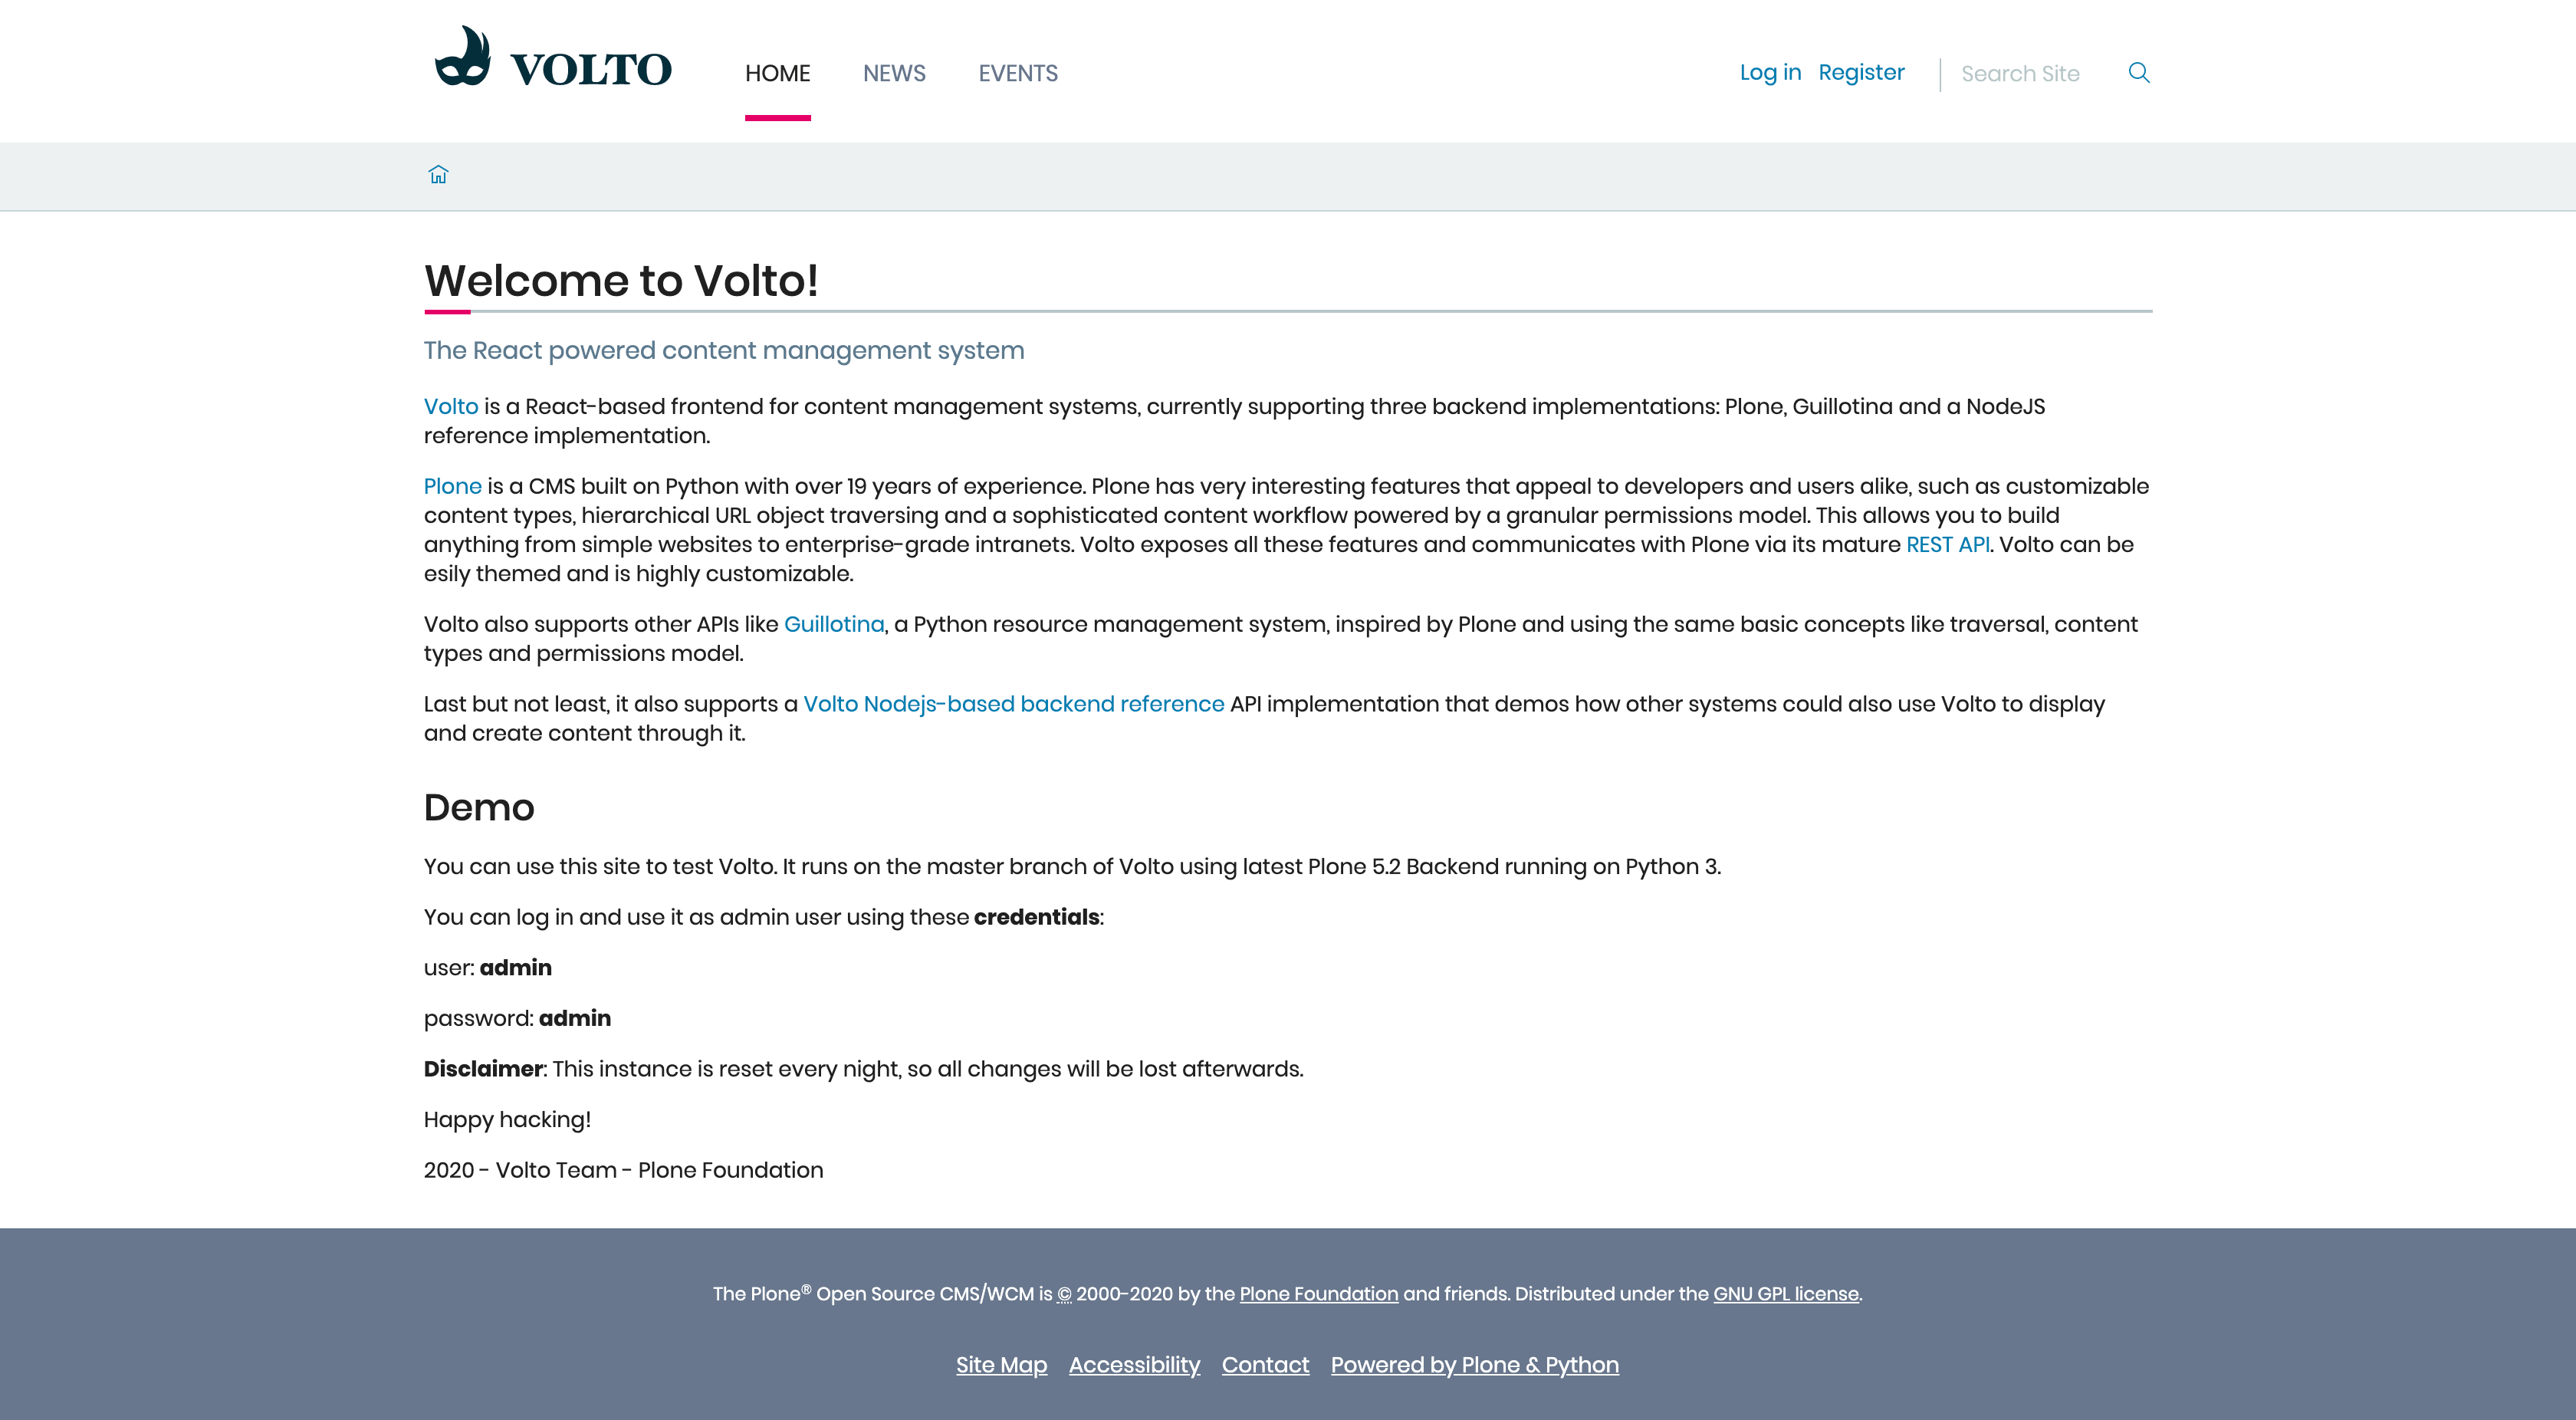 VOLTO
HOME NEWS EVENTS
Log in Register Search Site
Welcome to Volto!
The React powered content management system
Volto is a React-based frontend for content management systems, currently supporting three backend implementations: Plone, Guillotina and a NodeJS
reference implementation.
Plone is a CMS built on Python with over 19 years of experience. Plone has very interesting features that appeal to developers and users alike, such as customizable
content types, hierarchical URL object traversing and a sophisticated content workflow powered by a granular permissions model. This allows you to build
anything from simple websites to enterprise-grade intranets. Volto exposes all these features and communicates with Plone via its mature REST API. Volto can be
esily themed and is highly customizable.
Volto also supports other APIs like Guillotina, a Python resource management system, inspired by Plone and using the same basic concepts like traversal, content
types and permissions model.
Last but not least, it also supports a Volto Nodejs-based backend reference API implementation that demos how other systems could also use Volto to display
and create content through it.
Demo
You can use this site to test Volto. It runs on the master branch of Volto using latest Plone 5.2 Backend running on Python 3.
You can log in and use it as admin user using these credentials:
user: admin
password: admin
Disclaimer: This instance is reset every night, so all changes will be lost afterwards.
Happy hacking!
2020 - Volto Team - Plone Foundation
The Plone® Open Source CMS/WCM is © 2000-2020 by the Plone Foundation and friends. Distributed under the GNU GPL license.
Site Map Accessibility Contact Powered by Plone & Python